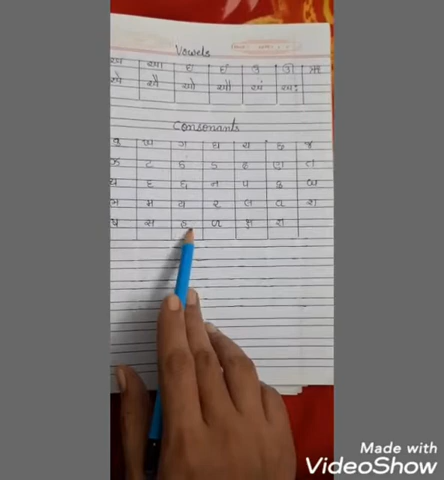 Vowels
અ આ ઇ ઈ ઉ ઊ ઋ
એ ઐ ઓ ઔ અં અઃ
Consonants
ક ખ ગ ઘ ચ છ જ
ઝ ટ ઠ ડ ઢ ણ ત
થ દ ધ ન પ ફ બ
ભ મ ય ર લ વ શ
ષ સ હ ળ ક્ષ જ્ઞ
Made with
VideoShow